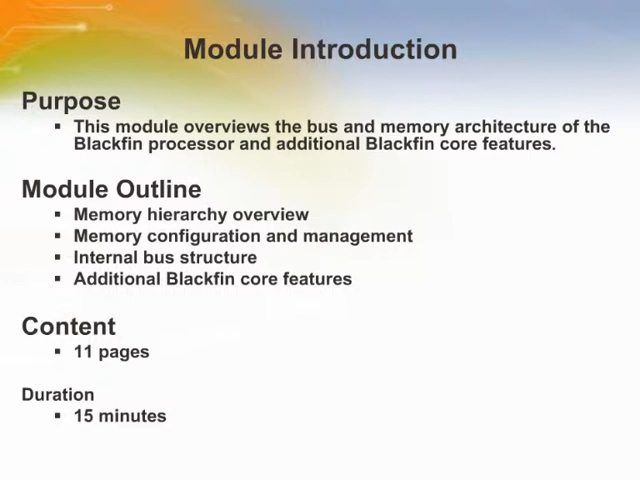 Module Introduction
Purpose
▪ This module overviews the bus and memory architecture of the
Blackfin processor and additional Blackfin core features.
Module Outline
▪ Memory hierarchy overview
▪ Memory configuration and management
▪ Internal bus structure
▪ Additional Blackfin core features
Content
▪ 11 pages
Duration
▪ 15 minutes